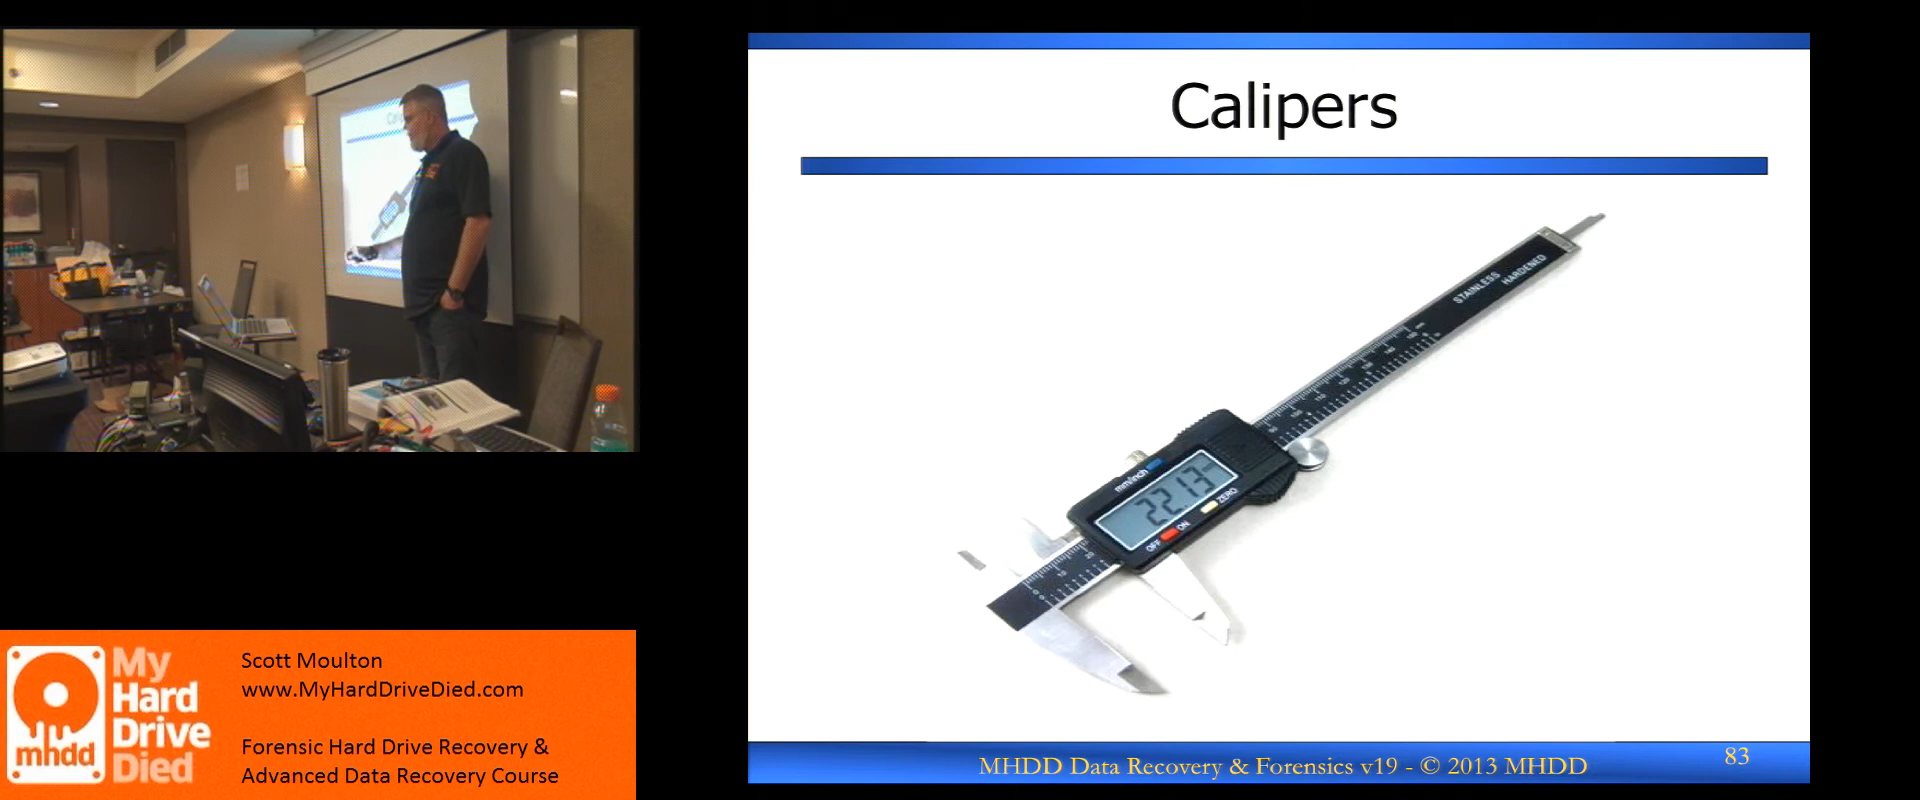 Calipers
STAINLESS
HARDENED
mm/inch
22.13
ZERO
OFF ON
MHDD Data Recovery & Forensics v19 - © 2013 MHDD
83
My
Hard
Drive
Died
mhdd
Scott Moulton
www.MyHardDriveDied.com
Forensic Hard Drive Recovery &
Advanced Data Recovery Course